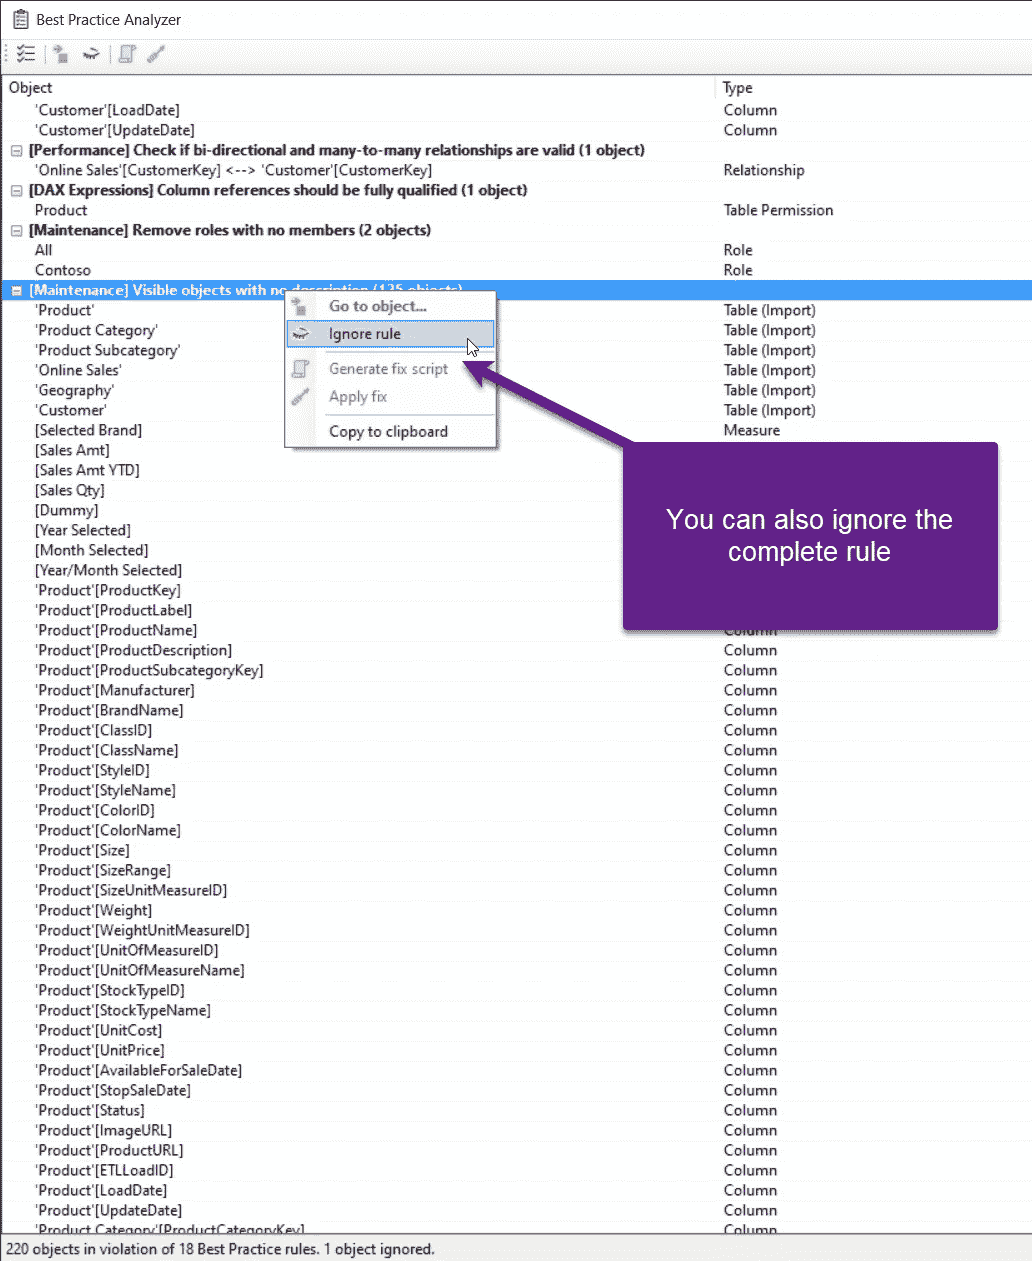 Best Practice Analyzer
Object Type
'Customer'[LoadDate] Column
'Customer'[UpdateDate] Column
[Performance] Check if bi-directional and many-to-many relationships are valid (1 object)
'Online Sales'[CustomerKey] <--> 'Customer'[CustomerKey] Relationship
[DAX Expressions] Column references should be fully qualified (1 object)
Product Table Permission
[Maintenance] Remove roles with no members (2 objects)
All Role
Contoso Role
[Maintenance] Visible objects with no description (135 objects)
Go to object...
Ignore rule
Generate fix script
Apply fix
Copy to clipboard
'Product' Table (Import)
'Product Category' Table (Import)
'Product Subcategory' Table (Import)
'Online Sales' Table (Import)
'Geography' Table (Import)
'Customer' Table (Import)
[Selected Brand] Measure
[Sales Amt]
[Sales Amt YTD]
[Sales Qty]
[Dummy]
[Year Selected]
[Month Selected]
[Year/Month Selected]
You can also ignore the
complete rule
'Product'[ProductKey]
'Product'[ProductLabel]
'Product'[ProductName] Column
'Product'[ProductDescription] Column
'Product'[ProductSubcategoryKey] Column
'Product'[Manufacturer] Column
'Product'[BrandName] Column
'Product'[ClassID] Column
'Product'[ClassName] Column
'Product'[StyleID] Column
'Product'[StyleName] Column
'Product'[ColorID] Column
'Product'[ColorName] Column
'Product'[Size] Column
'Product'[SizeRange] Column
'Product'[SizeUnitMeasureID] Column
'Product'[Weight] Column
'Product'[WeightUnitMeasureID] Column
'Product'[UnitOfMeasureID] Column
'Product'[UnitOfMeasureName] Column
'Product'[StockTypeID] Column
'Product'[StockTypeName] Column
'Product'[UnitCost] Column
'Product'[UnitPrice] Column
'Product'[AvailableForSaleDate] Column
'Product'[StopSaleDate] Column
'Product'[Status] Column
'Product'[ImageURL] Column
'Product'[ProductURL] Column
'Product'[ETLLoadID] Column
'Product'[LoadDate] Column
'Product'[UpdateDate] Column
'Product Category'[ProductCategoryKey] Column
220 objects in violation of 18 Best Practice rules. 1 object ignored.